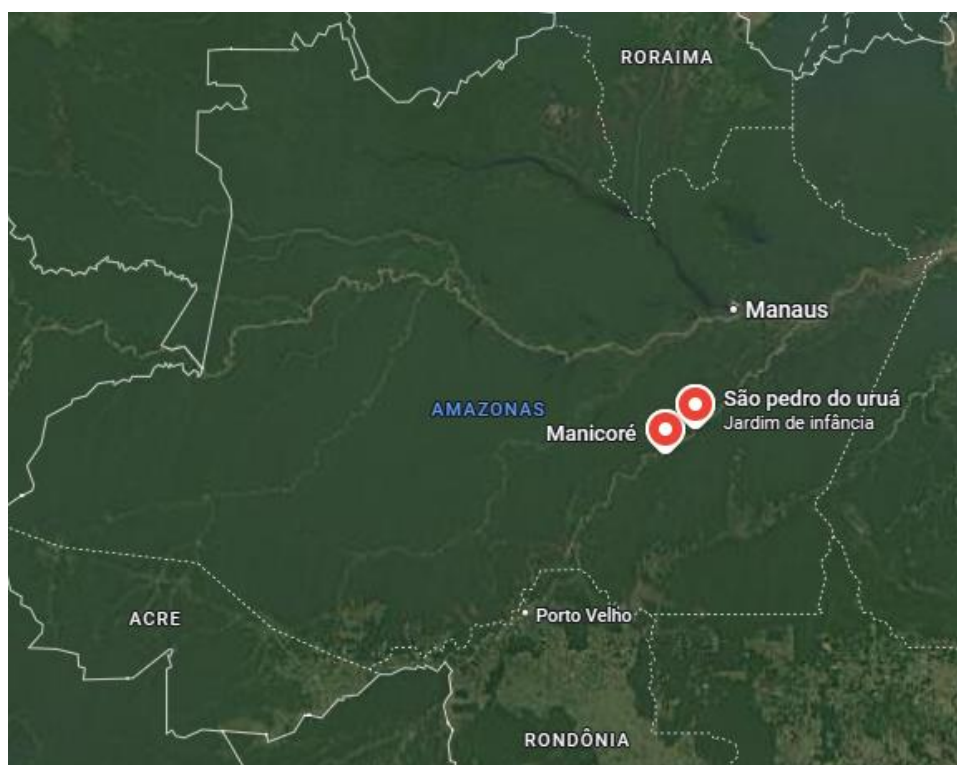 RORAIMA
Manaus
AMAZONAS
São pedro do uruá
Jardim de infância
Manicoré
Porto Velho
ACRE
RONDÔNIA